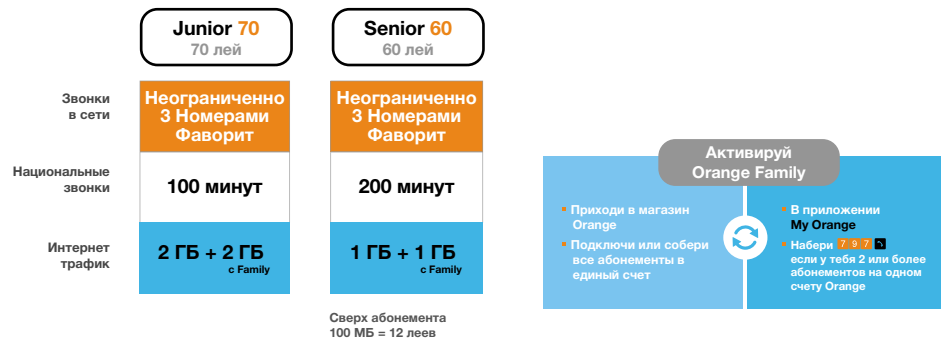 Junior 70
70 лей
Senior 60
60 лей
Звонки
в сети
Неограниченно
3 Номерами
Фаворит
Неограниченно
3 Номерами
Фаворит
Национальные
звонки
100 минут
200 минут
Интернет
трафик
2 ГБ + 2 ГБ
с Family
1 ГБ + 1 ГБ
с Family
Сверх абонемента
100 МБ = 12 леев
Активируй
Orange Family
Приходи в магазин
Orange
Подключи или собери
все абонементы в
единый счет
В приложении
My Orange
Набери 7 9 7
если у тебя 2 или более
абонементов на одном
счету Orange